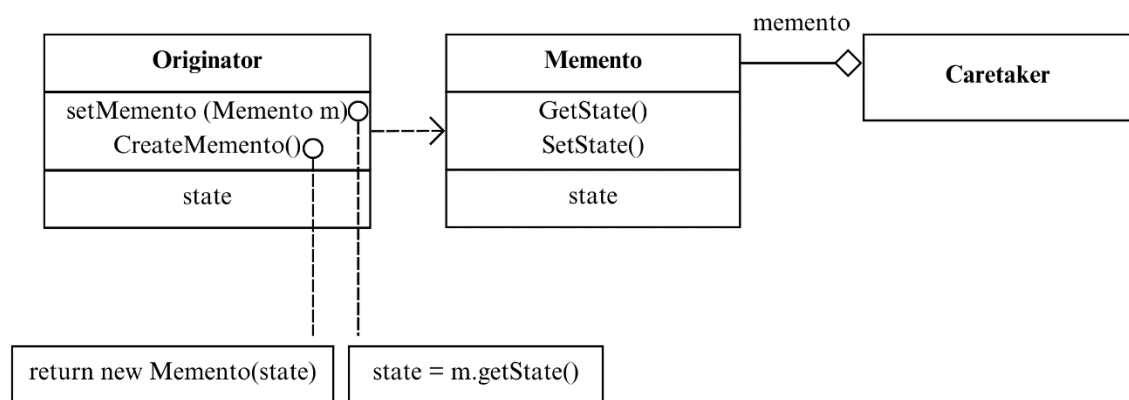 memento
Originator
setMemento (Memento m)
CreateMemento()
state
Memento
GetState()
SetState()
state
Caretaker
return new Memento(state)
state = m.getState()